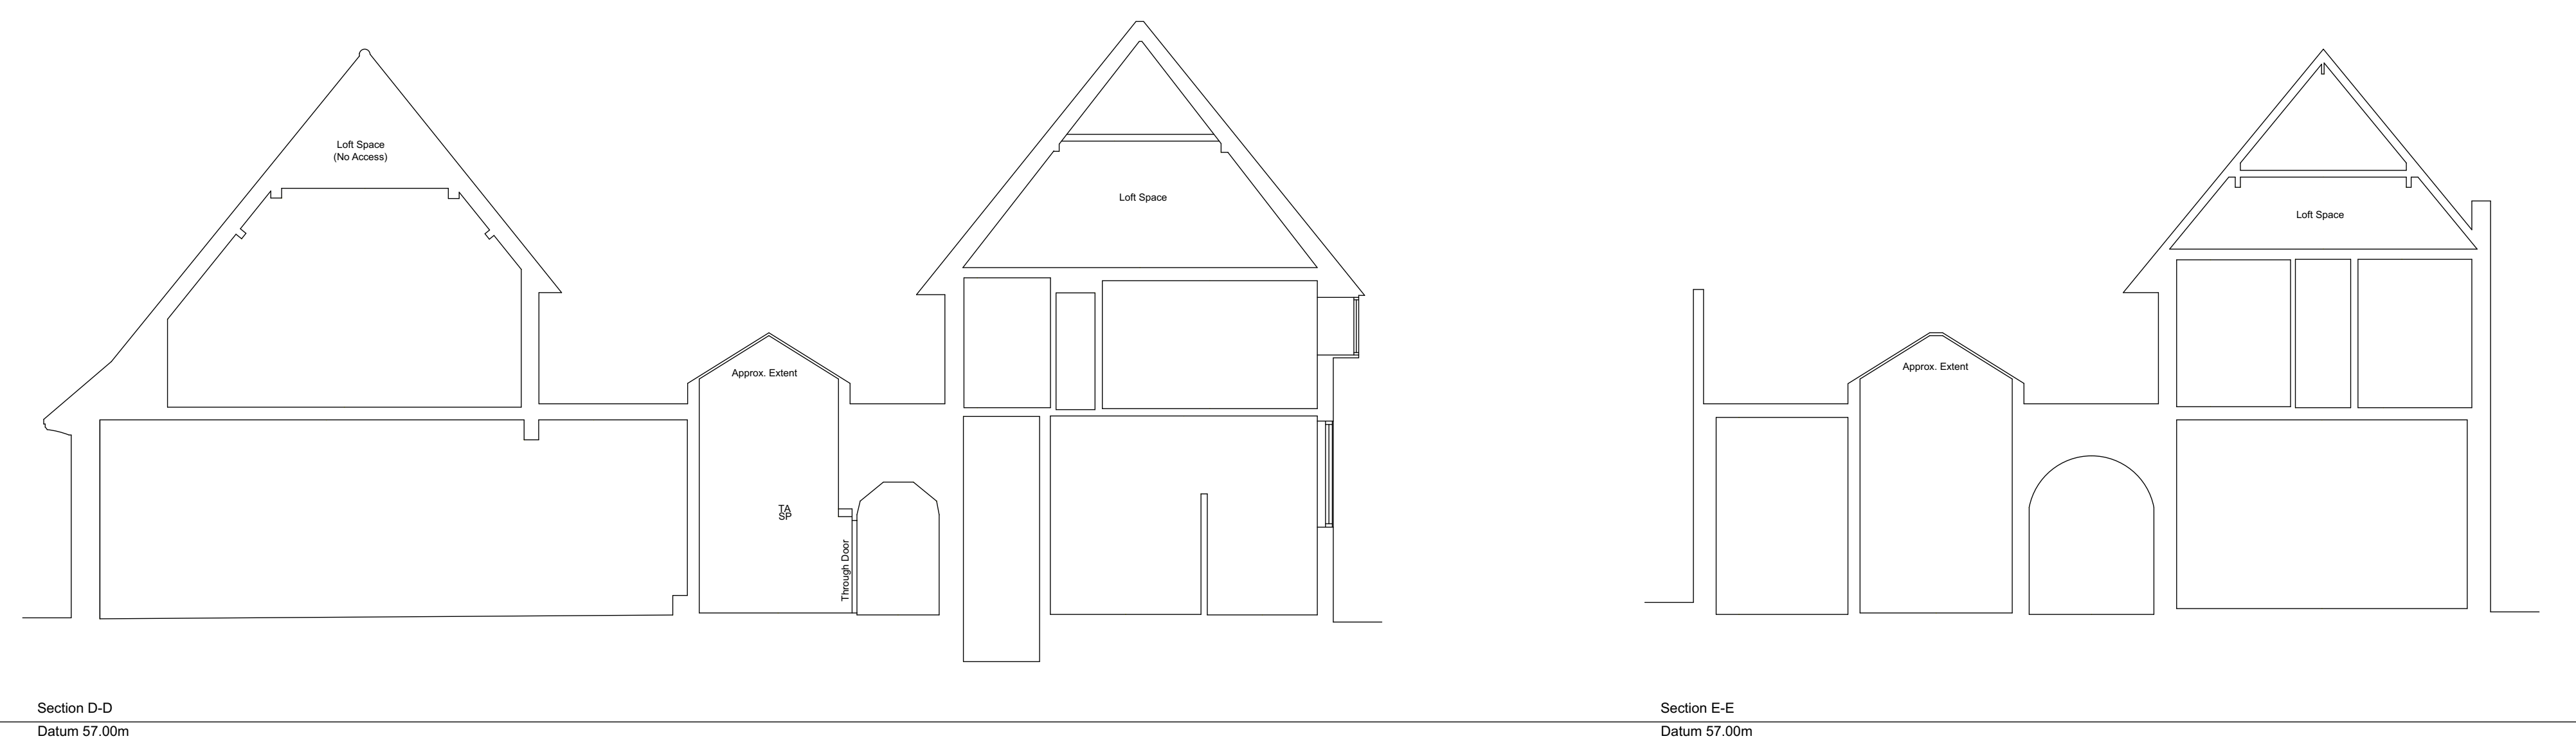 Loft Space
(No Access)
Loft Space
Approx. Extent
TA
SP
Through Door
Section D-D
Datum 57.00m
Loft Space
Approx. Extent
Section E-E
Datum 57.00m